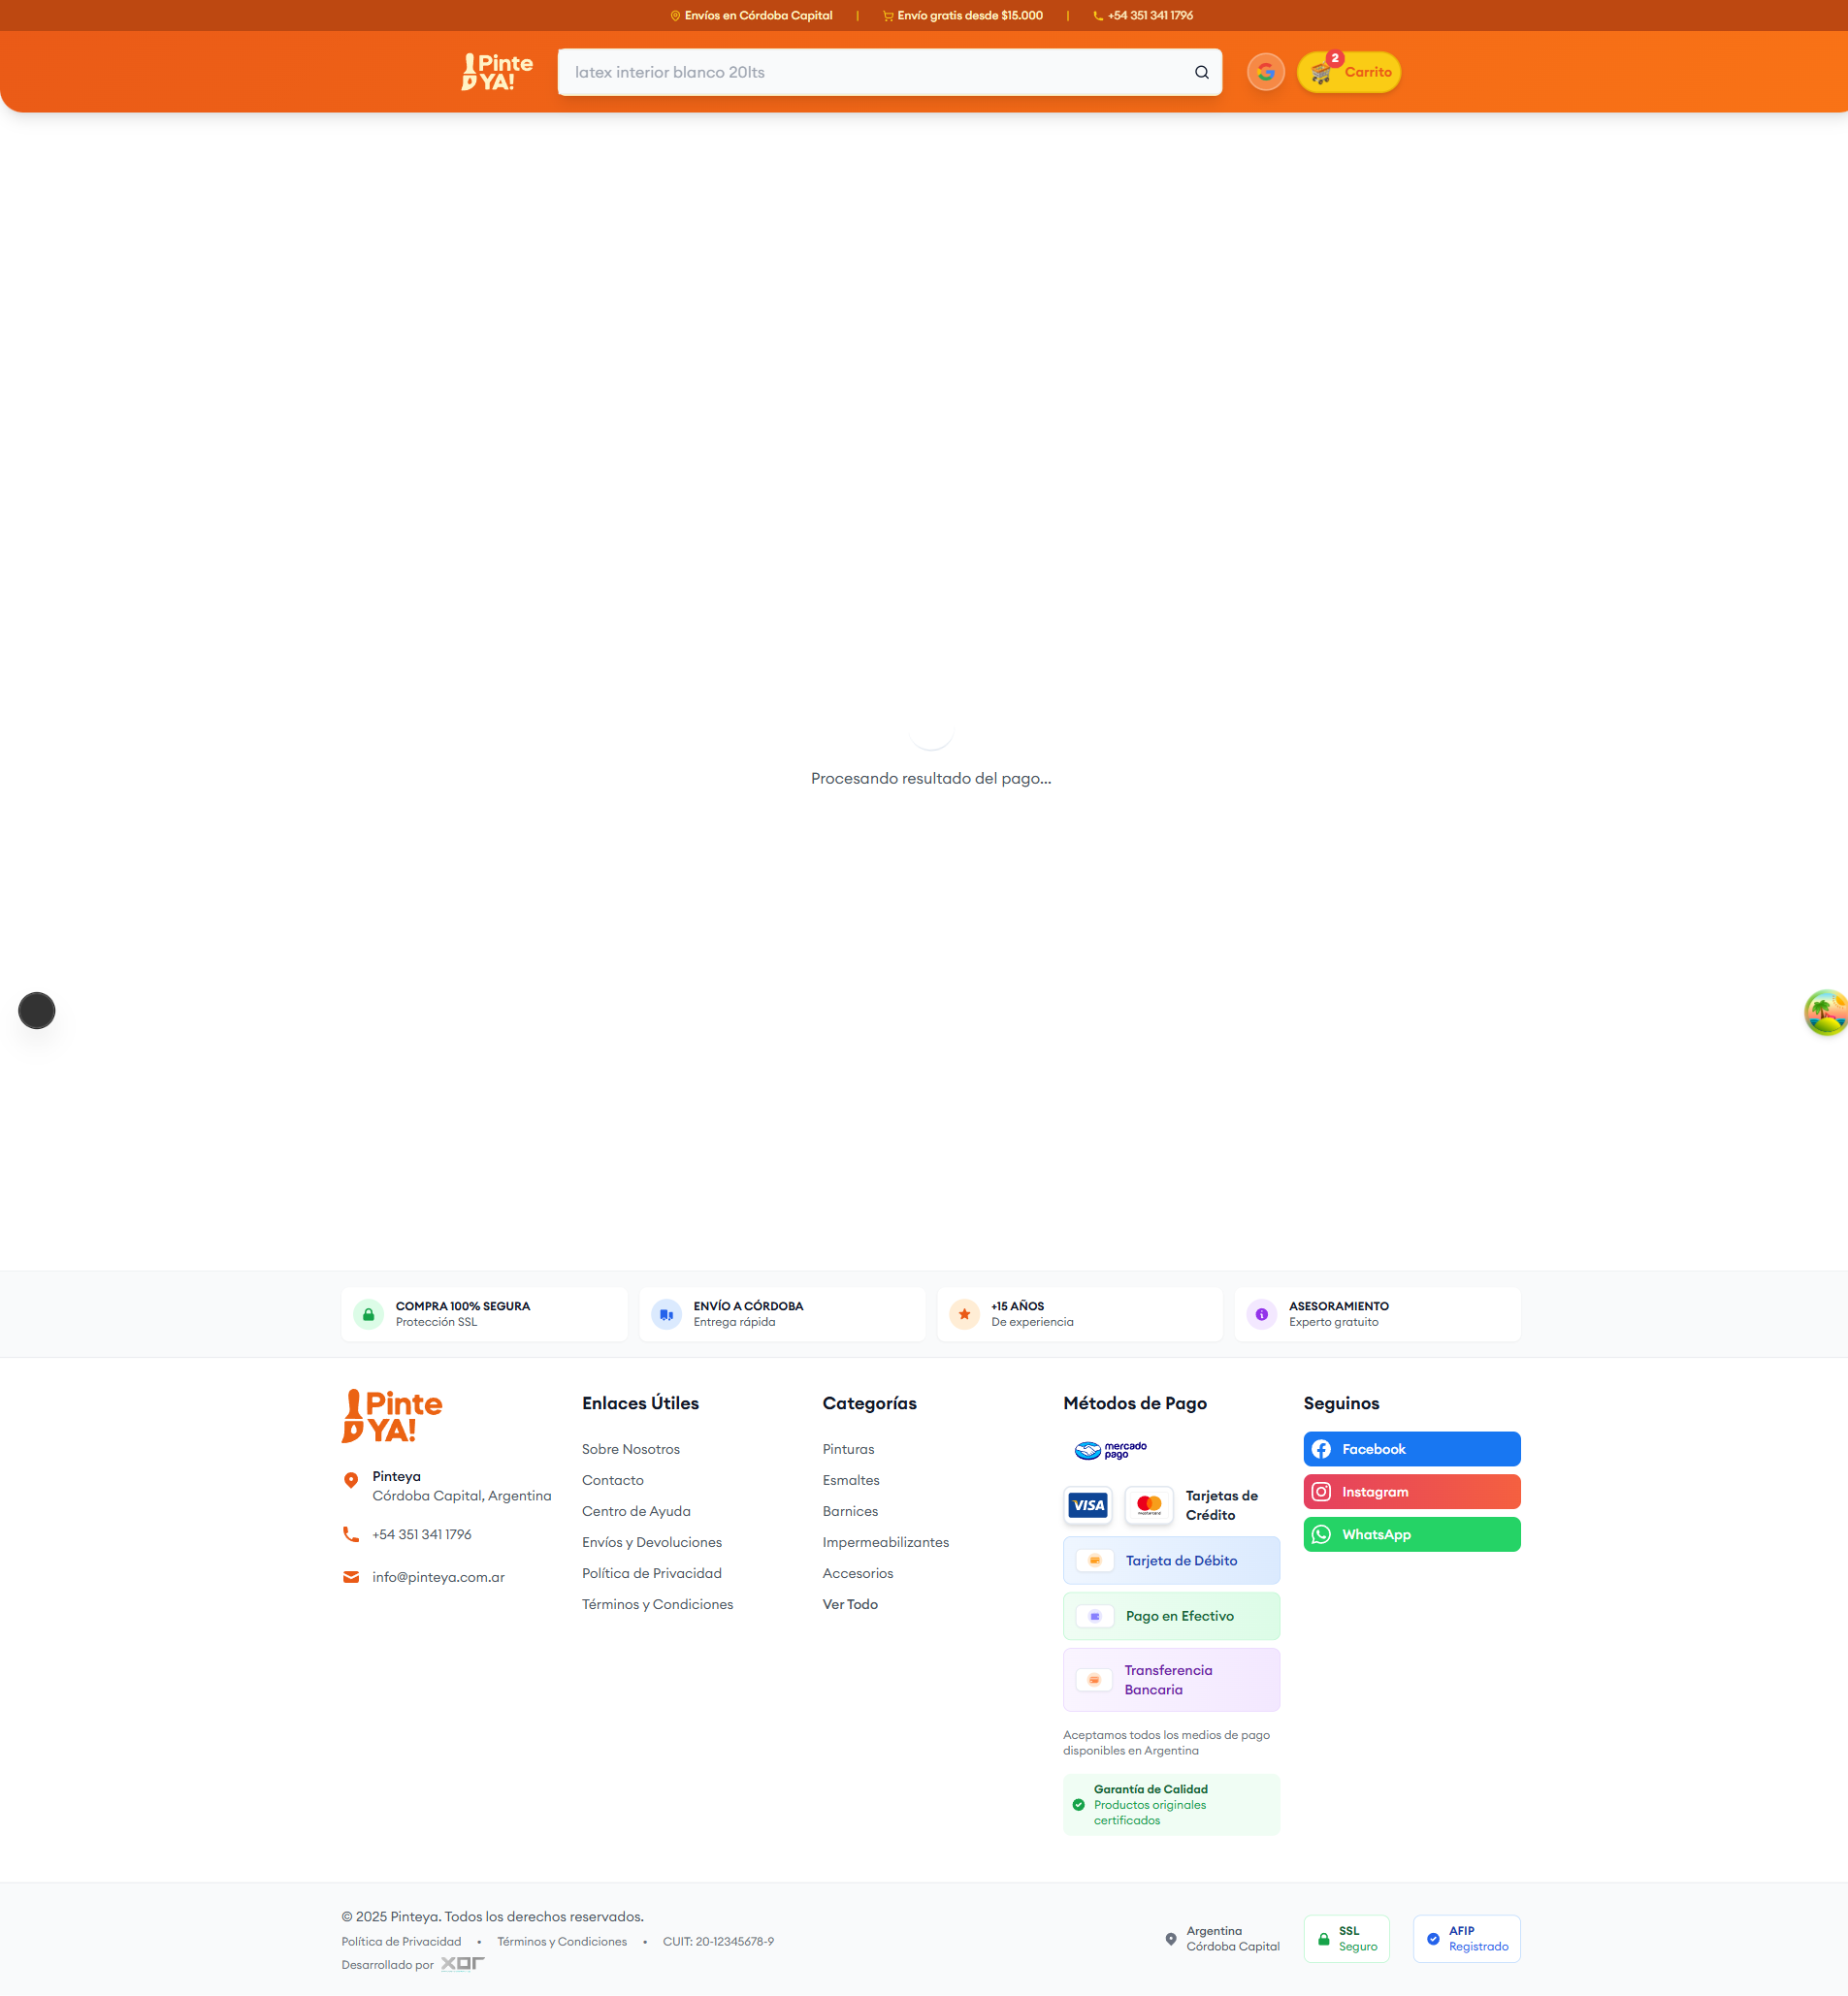 Envíos en Córdoba Capital | Envío gratis desde $15.000 | +54 351 341 1796
Pinte
YA!
latex interior blanco 20lts
2
Carrito
Procesando resultado del pago...
COMPRA 100% SEGURA
Protección SSL
ENVÍO A CÓRDOBA
Entrega rápida
+15 AÑOS
De experiencia
ASESORAMIENTO
Experto gratuito
Pinte
YA!
Pinteya
Córdoba Capital, Argentina
+54 351 341 1796
info@pinteya.com.ar
Enlaces Útiles
Sobre Nosotros
Contacto
Centro de Ayuda
Envíos y Devoluciones
Política de Privacidad
Términos y Condiciones
Categorías
Pinturas
Esmaltes
Barnices
Impermeabilizantes
Accesorios
Ver Todo
Métodos de Pago
mercado
pago
VISA
mastercard
Tarjetas de
Crédito
Tarjeta de Débito
Pago en Efectivo
Transferencia
Bancaria
Aceptamos todos los medios de pago
disponibles en Argentina
Garantía de Calidad
Productos originales
certificados
Seguinos
Facebook
Instagram
WhatsApp
© 2025 Pinteya. Todos los derechos reservados.
Política de Privacidad • Términos y Condiciones • CUIT: 20-12345678-9
Desarrollado por xor
Argentina
Córdoba Capital
SSL
Seguro
AFIP
Registrado